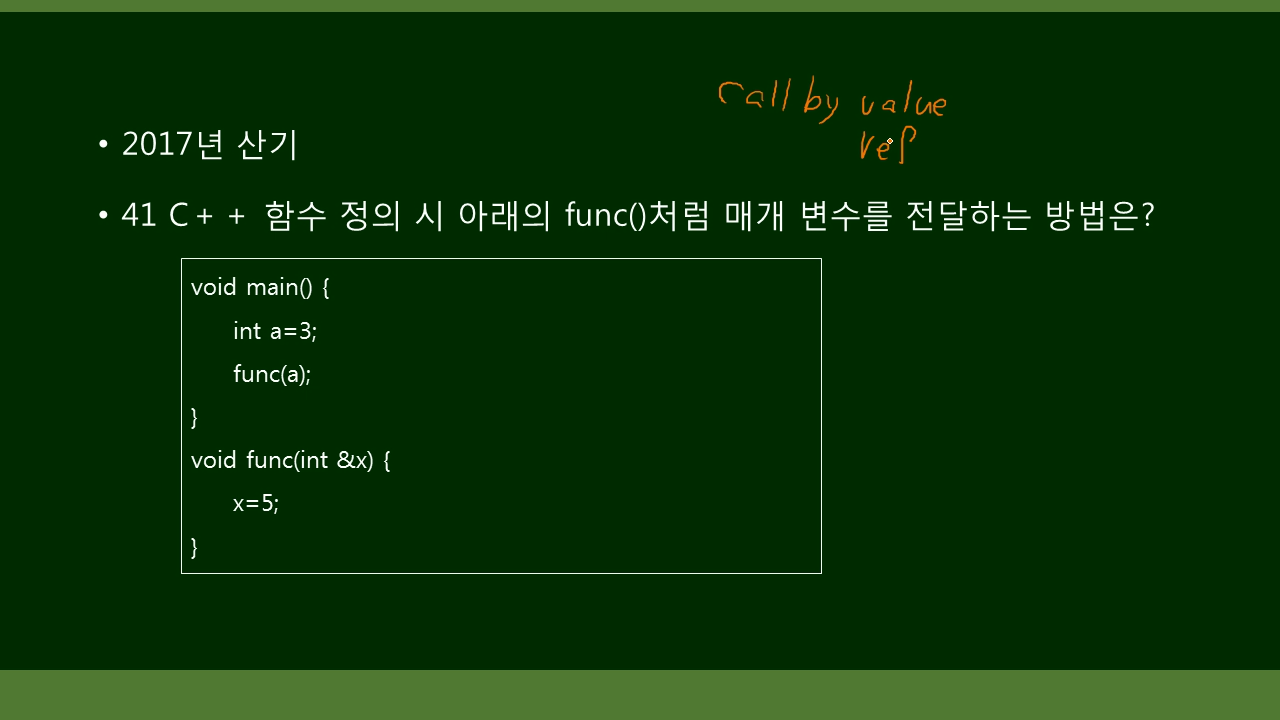 call by value
ref
• 2017년 산기
• 41 C++ 함수 정의 시 아래의 func()처럼 매개 변수를 전달하는 방법은?
void main() {
int a=3;
func(a);
}
void func(int &x) {
x=5;
}